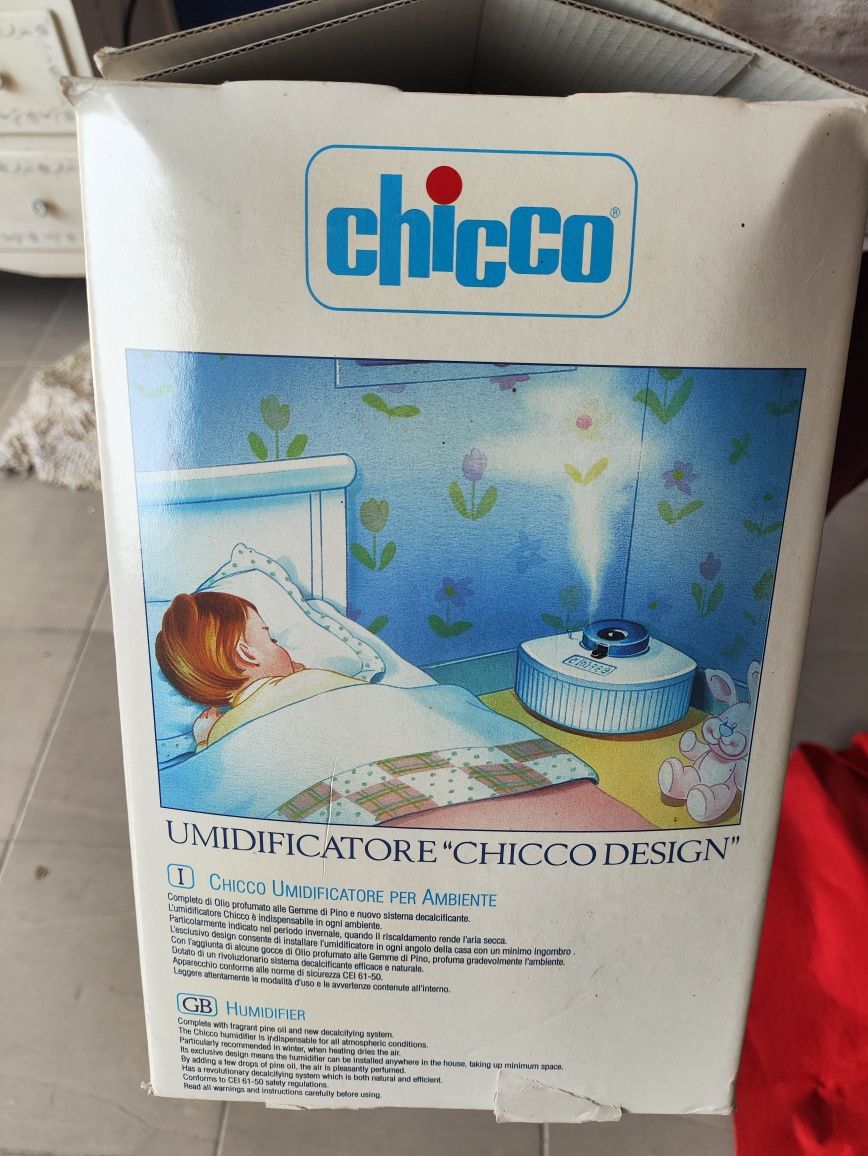 chicco®
chicco
UMIDIFICATORE "CHICCO DESIGN"
I CHICCO UMIDIFICATORE PER AMBIENTE
Completo di Olio profumato alle Gemme di Pino e nuovo sistema decalcificante.
L'umidificatore Chicco è indispensabile in ogni ambiente.
Particolarmente indicato nel periodo invernale, quando il riscaldamento rende l'aria secca.
L'esclusivo design consente di installare l'umidificatore in ogni angolo della casa con un minimo ingombro.
Con l'aggiunta di alcune gocce di Olio profumato alle Gemme di Pino, profuma gradevolmente l'ambiente.
Dotato di un rivoluzionario sistema decalcificante efficace e naturale.
Apparecchio conforme alle norme di sicurezza CEI 61-50.
Leggere attentamente le modalità d'uso e le avvertenze contenute all'interno.
GB HUMIDIFIER
Complete with fragrant pine oil and new decalcifying system.
The Chicco humidifier is indispensable for all atmospheric conditions.
Particularly recommended in winter, when heating dries the air.
Its exclusive design means the humidifier can be installed anywhere in the house, taking up minimum space.
By adding a few drops of pine oil, the air is pleasantly perfumed.
Has a revolutionary decalcifying system which is both natural and efficient.
Conforms to CEI 61-50 safety regulations.
Read all warnings and instructions carefully before using.